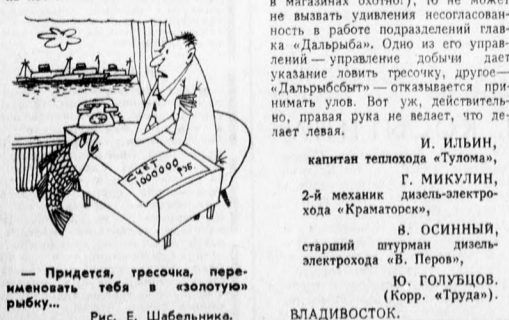 СЧЕТ
1000000
РУБ.
— Придется, тресочка, пере-
именовать тебя в «золотую»
рыбку...
Рис. Е. Шабельника.
в магазинах охотно!), то не может
не вызвать удивления несогласован-
ность в работе подразделений глав-
ка «Дальрыба». Одно из его управ-
лений — управление добычи дает
указание ловить тресочку, другое—
«Дальрыбсбыт» — отказывается при-
нимать улов. Вот уж, действитель-
но, правая рука не велает, что де-
лает левая.
И. ИЛЬИН,
капитан теплохода «Тулома»,
Г. МИКУЛИН,
2-й механик дизель-электро-
хода «Краматорск»,
В. ОСИННЫЙ,
старший штурман дизель-
электрохода «В. Перов»,
Ю. ГОЛУБЦОВ.
(Корр. «Труда»).
ВЛАДИВОСТОК.